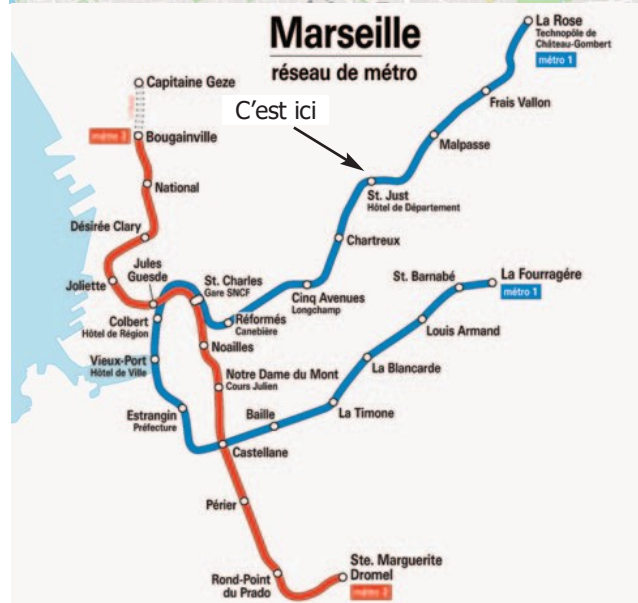 Marseille
réseau de métro
C'est ici
La Rose
Technopôle de
Château-Gombert
métro 1
Frais Vallon
Malpasse
Capitaine Geze
métro 2
Bougainville
National
St. Just
Hôtel de Département
Désirée Clary
Chartreux
Jules
Guesde
Joliette
St. Charles
Gare SNCF
Cinq Avenues
Longchamp
St. Barnabé
La Fourragére
métro 1
Colbert
Hôtel de Région
Réformés
Canebière
Louis Armand
Noailles
Vieux-Port
Hôtel de Ville
La Blancarde
Notre Dame du Mont
Cours Julien
Estrangin
Préfecture
Baille
La Timone
Castellane
Périer
Ste. Marguerite
Dromel
métro 2
Rond-Point
du Prado